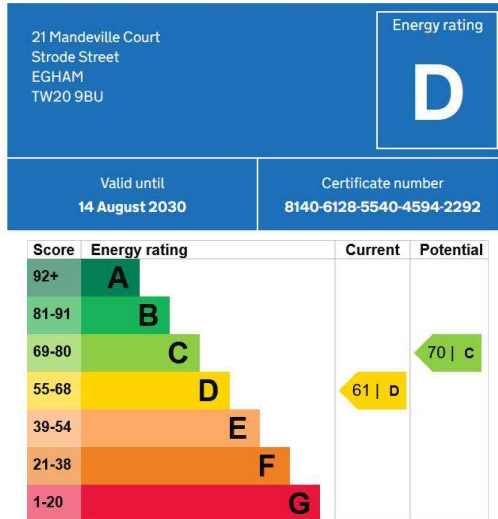 21 Mandeville Court
Strode Street
EGHAM
TW20 9BU
Energy rating
D
Valid until
14 August 2030
Certificate number
8140-6128-5540-4594-2292
Score Energy rating Current Potential
92+ A
81-91 B
69-80 C 70 | C
55-68 D 61 | D
39-54 E
21-38 F
1-20 G